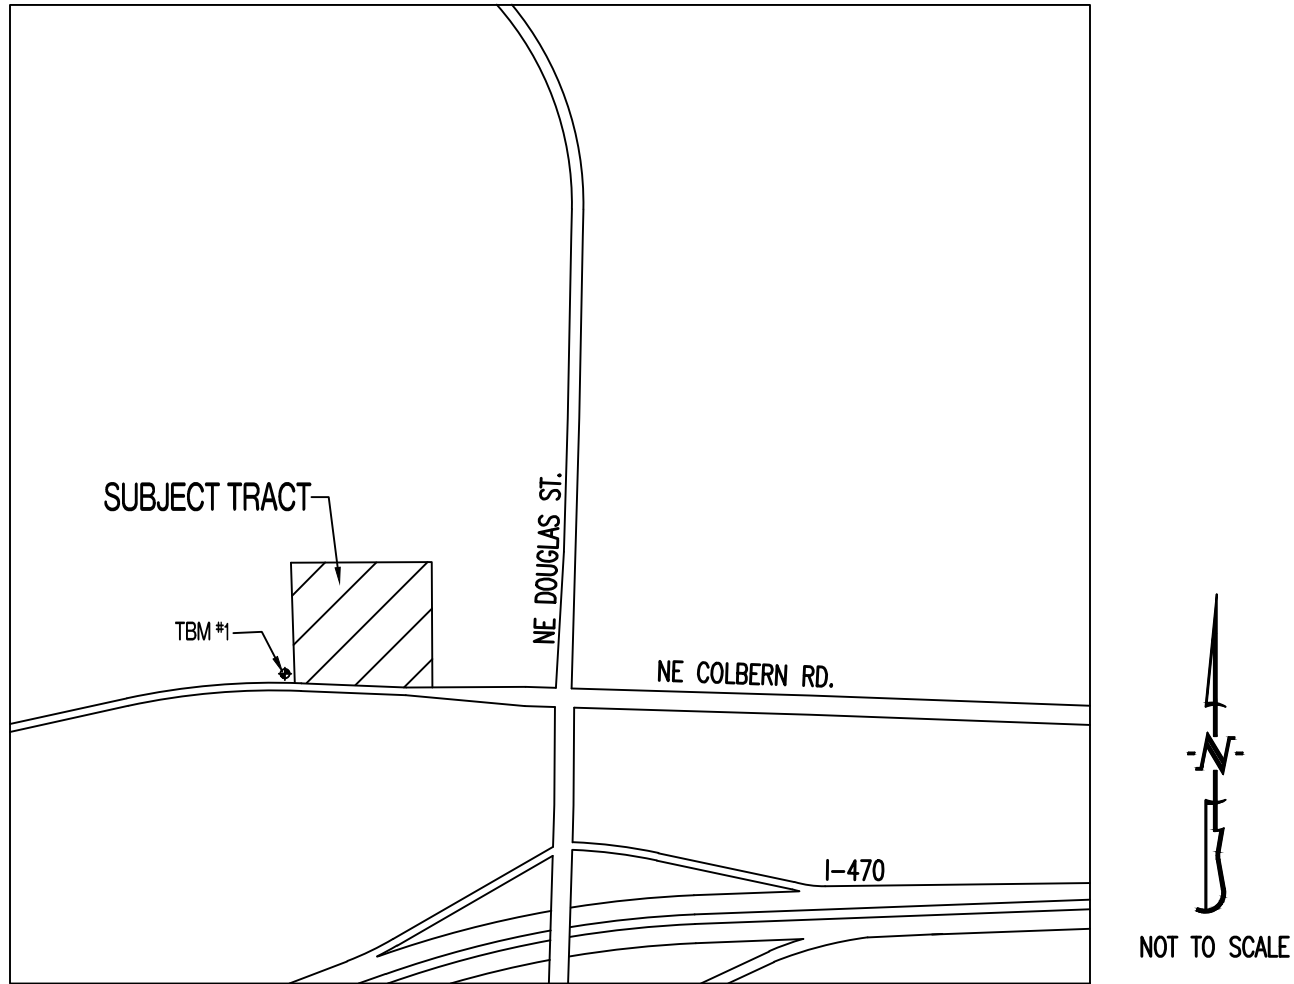 SUBJECT TRACT
TBM #1
NE DOUGLAS ST.
NE COLBERN RD.
I-470
N
NOT TO SCALE